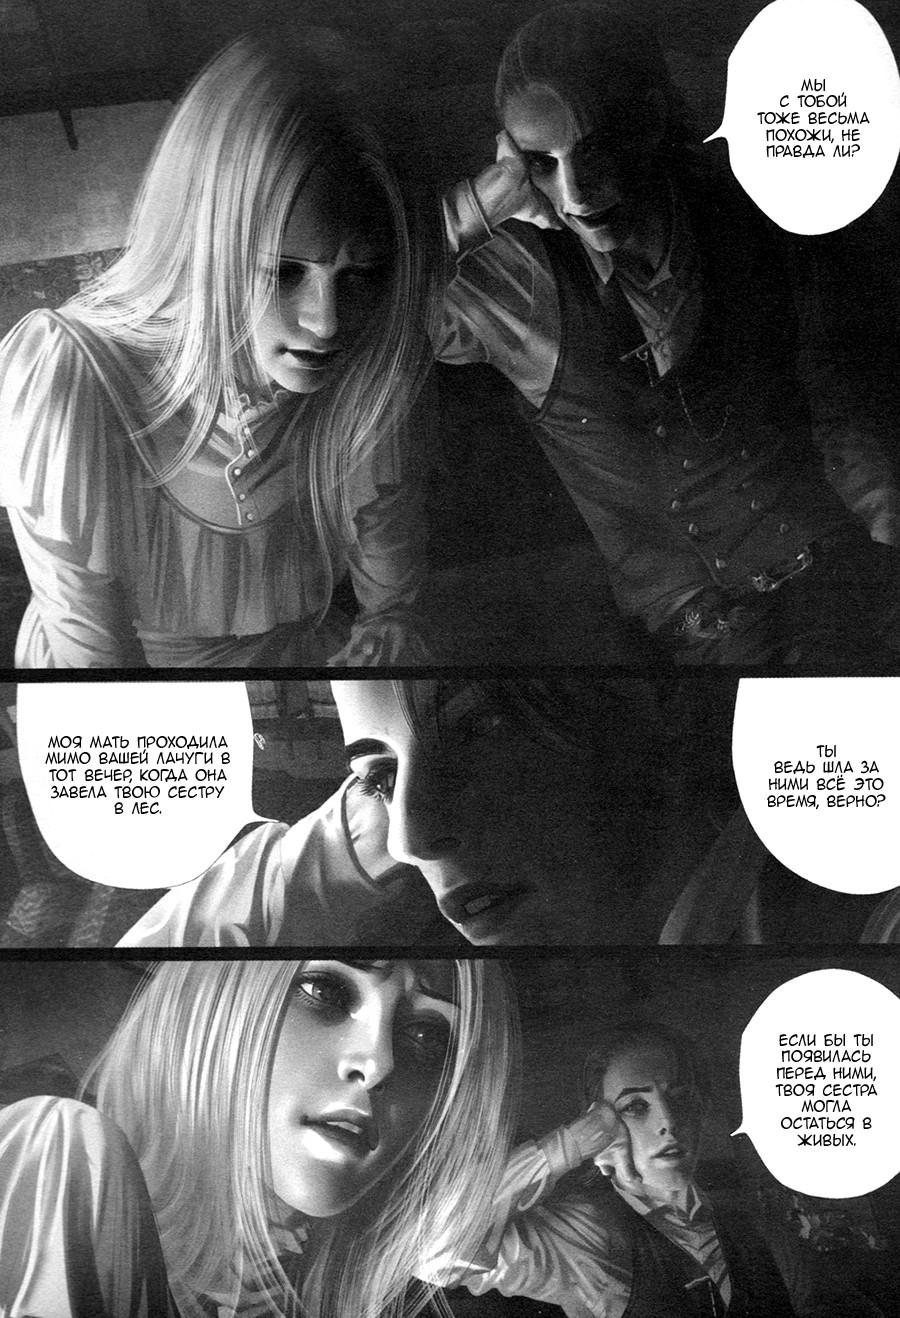 МЫ
С ТОБОЙ
ТОЖЕ ВЕСЬМА
ПОХОЖИ, НЕ
ПРАВДА ЛИ?
ТЫ
ВЕДЬ ШЛА ЗА
НИМИ ВСЁ ЭТО
ВРЕМЯ, ВЕРНО?
МОЯ МАТЬ ПРОХОДИЛА
МИМО ВАШЕЙ ЛАЧУГИ В
ТОТ ВЕЧЕР, КОГДА ОНА
ЗАВЕЛА ТВОЮ СЕСТРУ
В ЛЕС.
ЕСЛИ БЫ ТЫ
ПОЯВИЛАСЬ
ПЕРЕД НИМИ,
ТВОЯ СЕСТРА
МОГЛА
ОСТАТЬСЯ В
ЖИВЫХ.